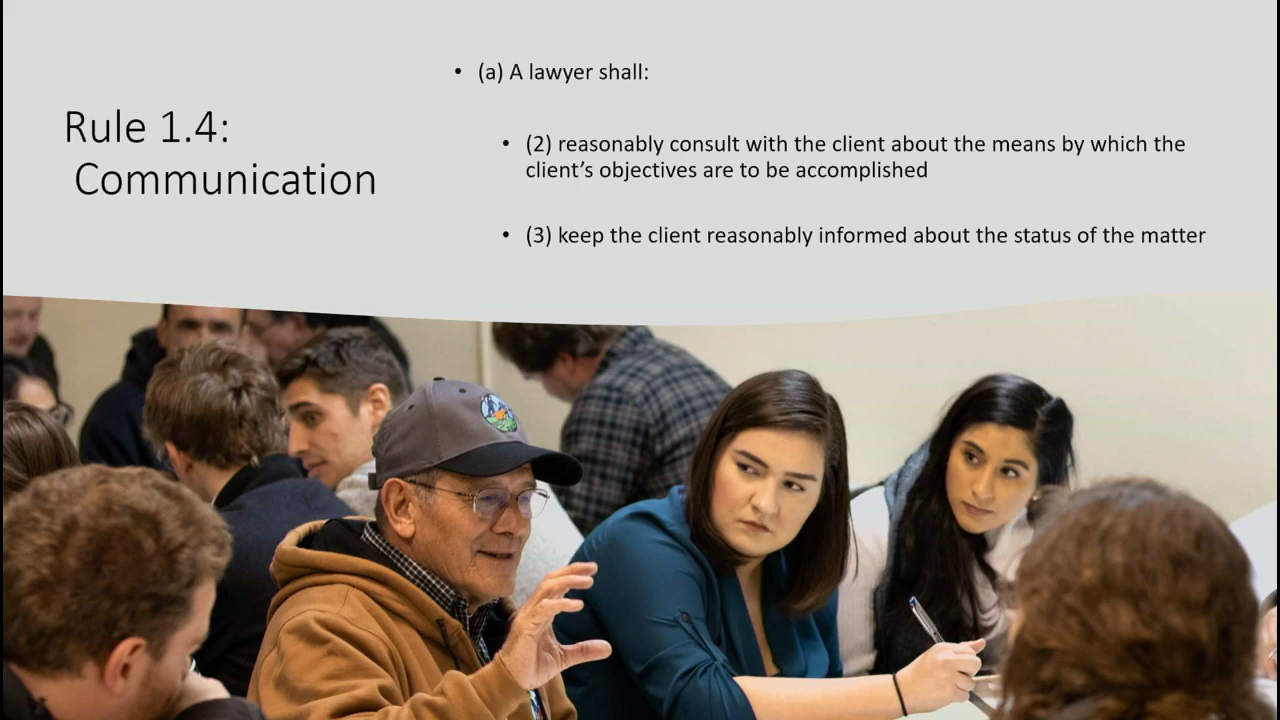 Rule 1.4:
Communication
• (a) A lawyer shall:
• (2) reasonably consult with the client about the means by which the
client’s objectives are to be accomplished
• (3) keep the client reasonably informed about the status of the matter